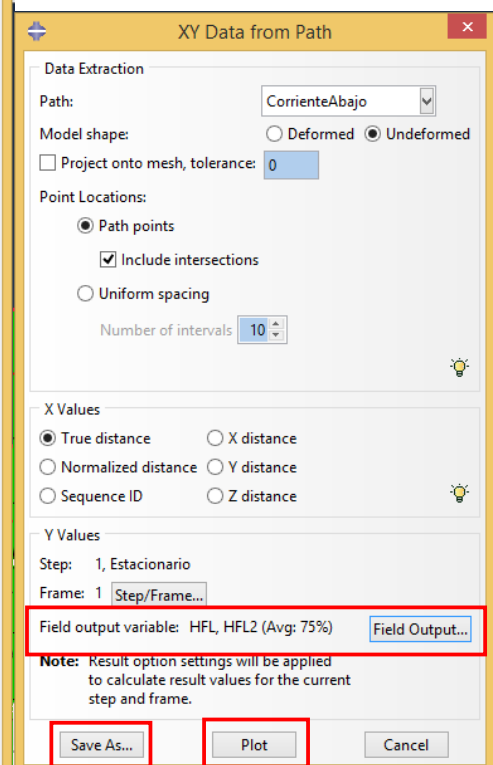 XY Data from Path
Data Extraction
Path: CorrienteAbajo
Model shape: Deformed Undeformed
Project onto mesh, tolerance: 0
Point Locations:
Path points
Include intersections
Uniform spacing
Number of intervals 10
X Values
True distance X distance
Normalized distance Y distance
Sequence ID Z distance
Y Values
Step: 1, Estacionario
Frame: 1 Step/Frame...
Field output variable: HFL, HFL2 (Avg: 75%) Field Output...
Note: Result option settings will be applied
to calculate result values for the current
step and frame.
Save As... Plot Cancel